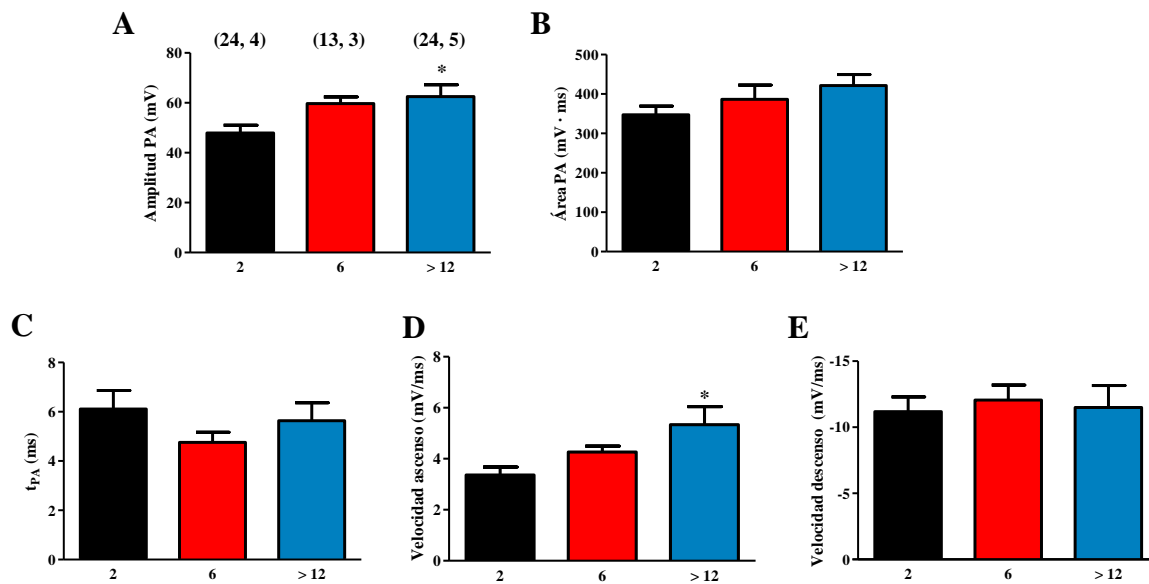 A
(24, 4) (13, 3) (24, 5)
Amplitud PA (mV)
80
60
40
20
0
*
2 6 > 12
B
Área PA (mV · ms)
500
400
300
200
100
0
2 6 > 12
C
tPA (ms)
8
6
4
2
0
2 6 > 12
D
Velocidad ascenso (mV/ms)
8
6
4
2
0
*
2 6 > 12
E
Velocidad descenso (mV/ms)
-15
-10
-5
0
2 6 > 12